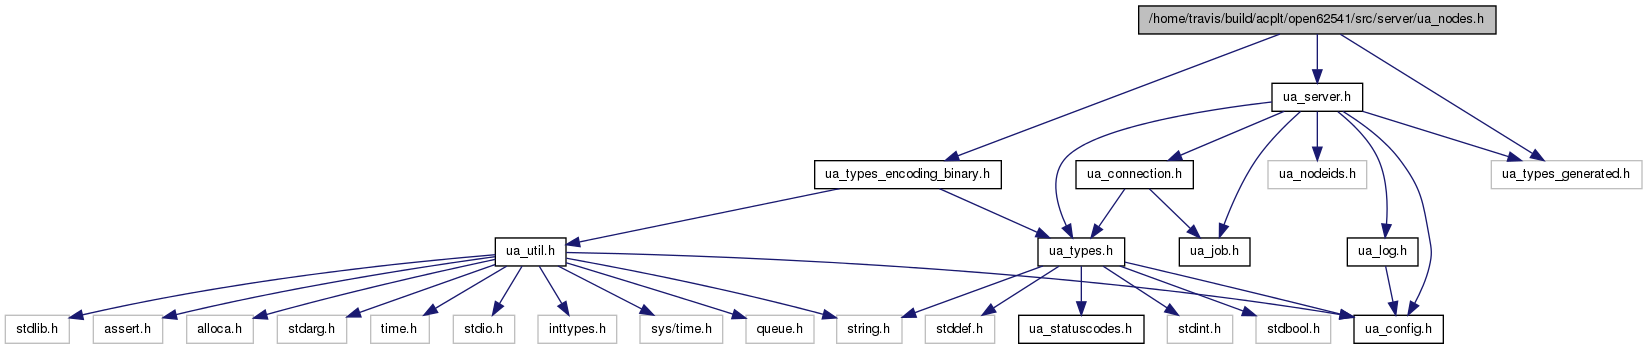 /home/travis/build/acplt/open62541/src/server/ua_nodes.h
ua_server.h
ua_types_encoding_binary.h
ua_connection.h
ua_nodeids.h
ua_types_generated.h
ua_util.h
ua_types.h
ua_job.h
ua_log.h
stdlib.h
assert.h
alloca.h
stdarg.h
time.h
stdio.h
inttypes.h
sys/time.h
queue.h
string.h
stddef.h
ua_statuscodes.h
stdint.h
stdbool.h
ua_config.h